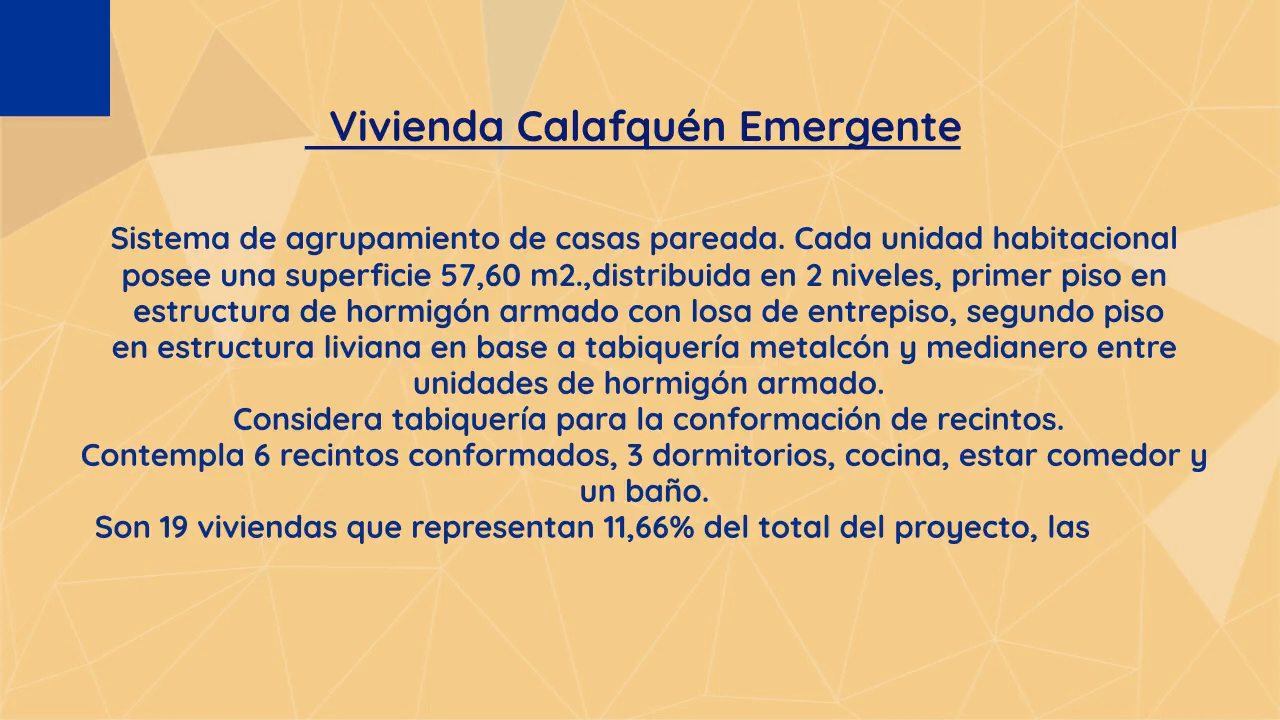 Vivienda Calafquén Emergente
Sistema de agrupamiento de casas pareada. Cada unidad habitacional
posee una superficie 57,60 m2.,distribuida en 2 niveles, primer piso en
estructura de hormigón armado con losa de entrepiso, segundo piso
en estructura liviana en base a tabiquería metalcón y medianero entre
unidades de hormigón armado.
Considera tabiquería para la conformación de recintos.
Contempla 6 recintos conformados, 3 dormitorios, cocina, estar comedor y
un baño.
Son 19 viviendas que representan 11,66% del total del proyecto, las